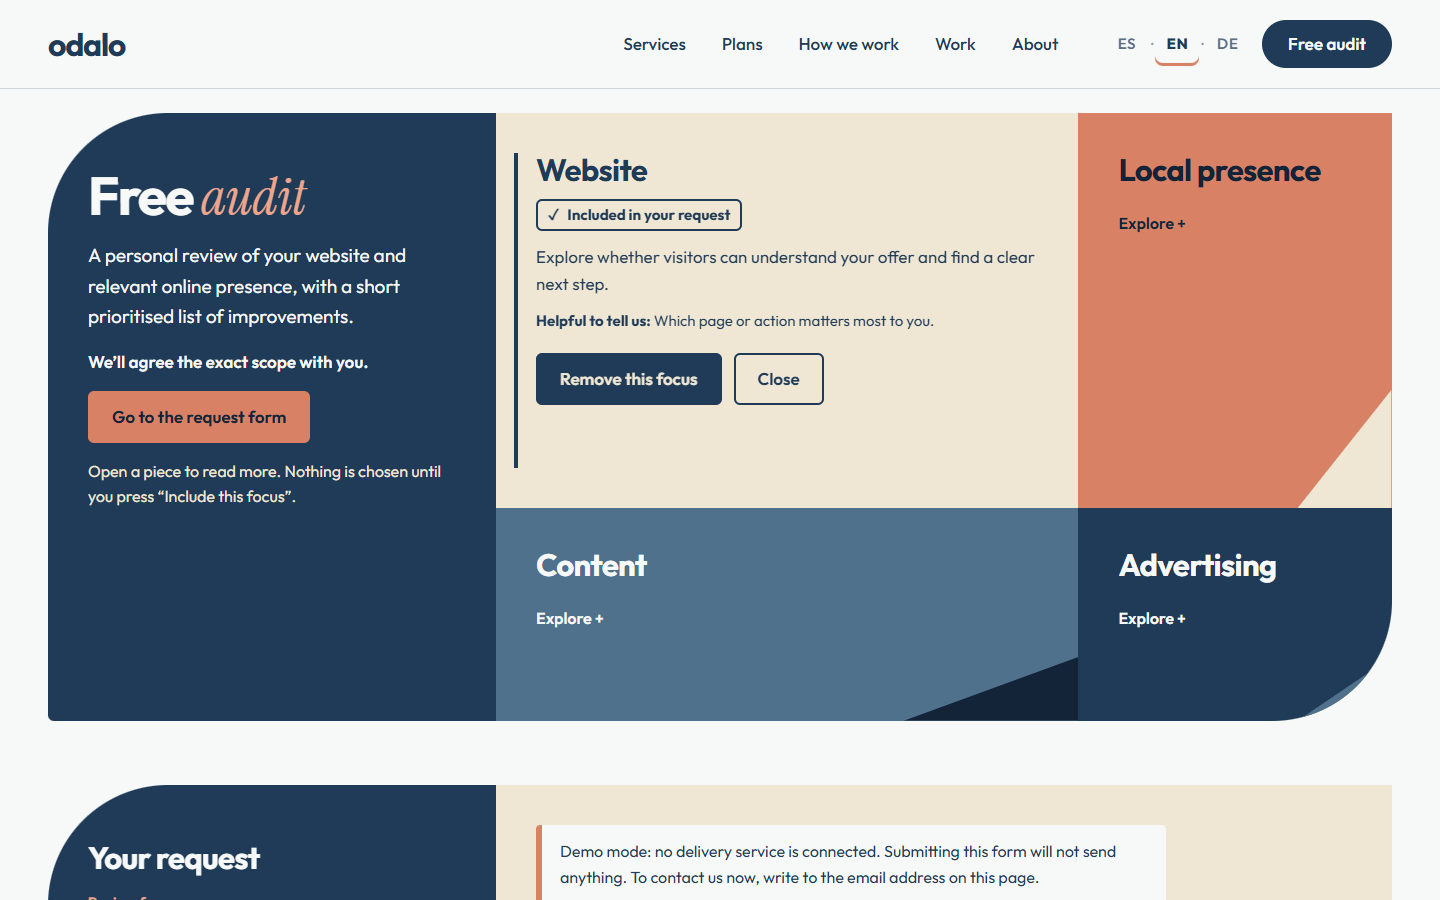 odalo
Services
Plans
How we work
Work
About
ES · EN · DE
Free audit
Free audit
A personal review of your website and
relevant online presence, with a short
prioritised list of improvements.
We’ll agree the exact scope with you.
Go to the request form
Open a piece to read more. Nothing is chosen until
you press “Include this focus”.
Website
✓ Included in your request
Explore whether visitors can understand your offer and find a clear
next step.
Helpful to tell us: Which page or action matters most to you.
Remove this focus
Close
Local presence
Explore +
Content
Explore +
Advertising
Explore +
Your request
Demo mode: no delivery service is connected. Submitting this form will not send
anything. To contact us now, write to the email address on this page.